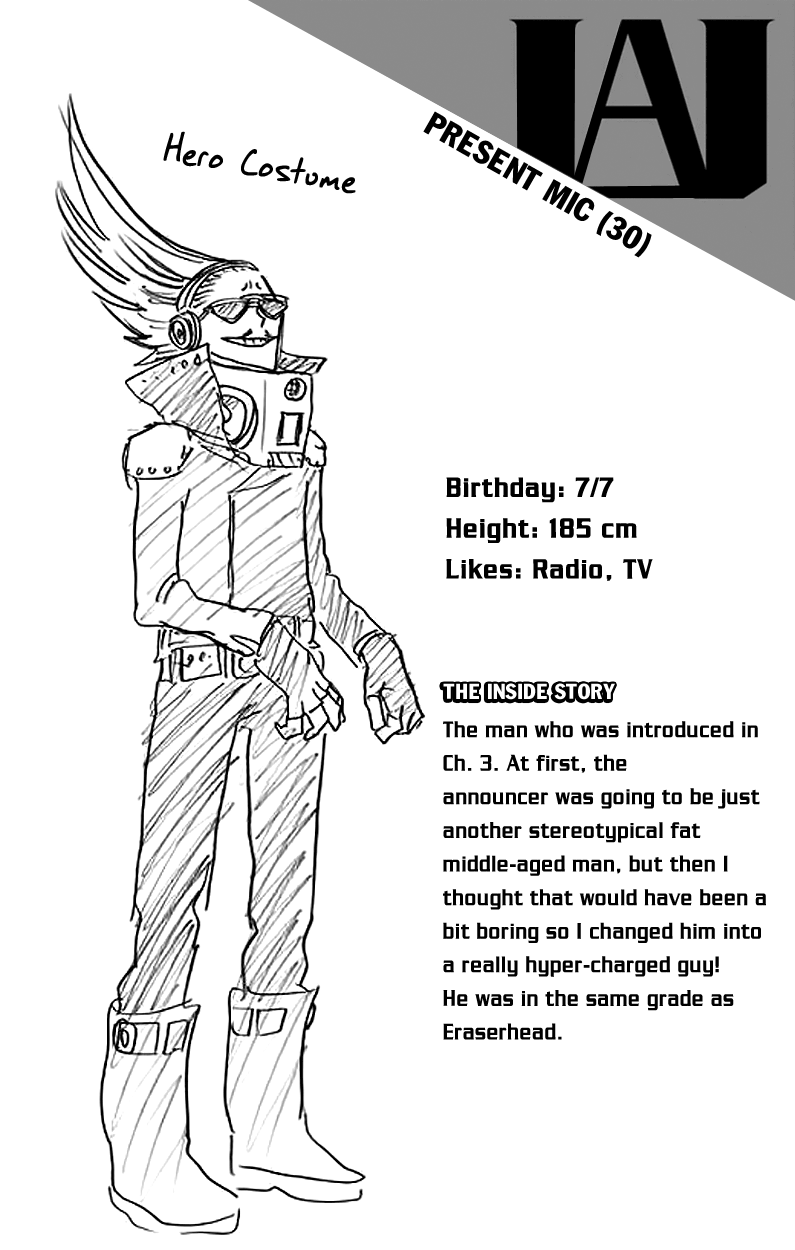 UA
PRESENT MIC (30)
Hero Costume
Birthday: 7/7
Height: 185 cm
Likes: Radio, TV
THE INSIDE STORY
The man who was introduced in
Ch. 3. At first, the
announcer was going to be just
another stereotypical fat
middle-aged man, but then I
thought that would have been a
bit boring so I changed him into
a really hyper-charged guy!
He was in the same grade as
Eraserhead.